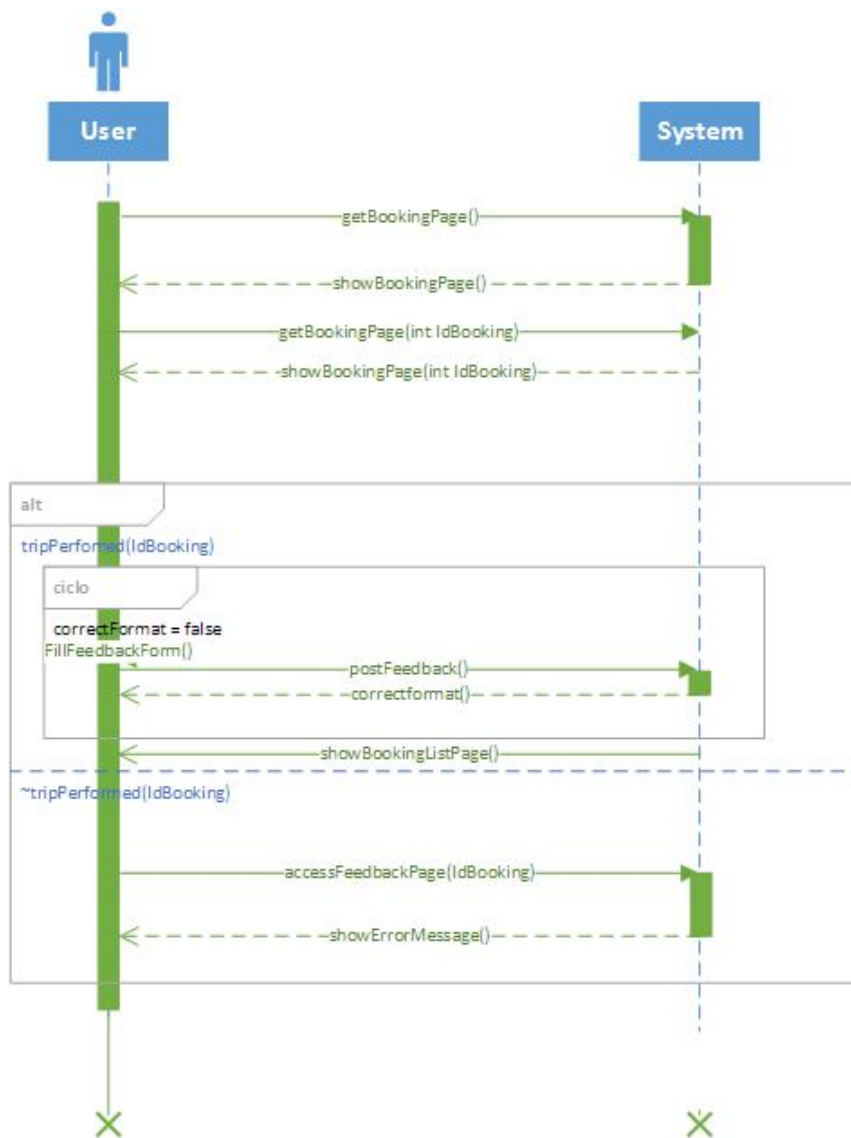 User
System
getBookingPage()
showBookingPage()
getBookingPage(int IdBooking)
showBookingPage(int IdBooking)
alt
tripPerfomed(IdBooking)
ciclo
correctFormat = false
FillFeedbackForm()
postFeedback()
correctformat()
showBookingListPage()
~tripPerformed(IdBooking)
accessFeedbackPage(IdBooking)
showErrorMessage()